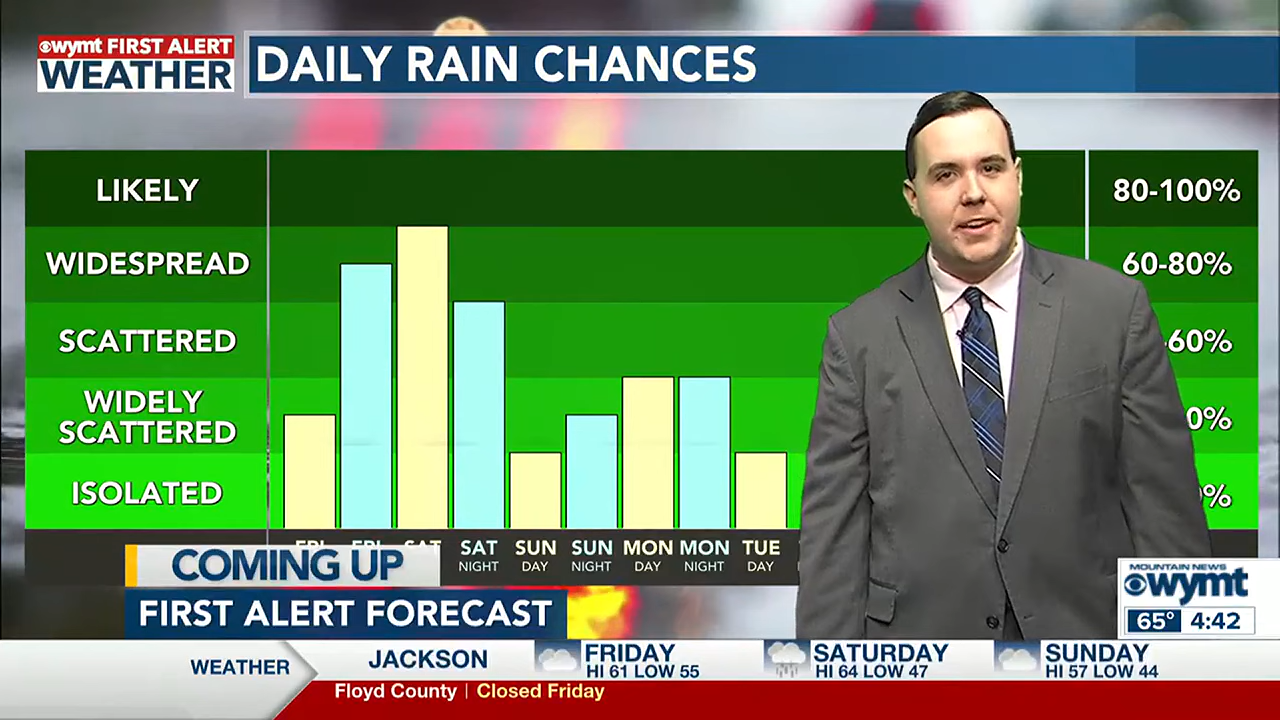 wymt FIRST ALERT
WEATHER
DAILY RAIN CHANCES
LIKELY
80-100%
WIDESPREAD
60-80%
SCATTERED
60%
WIDELY
SCATTERED
0%
ISOLATED
%
SAT SUN SUN MON MON TUE
NIGHT DAY NIGHT DAY NIGHT DAY
COMING UP
FIRST ALERT FORECAST
MOUNTAIN NEWS
wymt
65° 4:42
WEATHER
JACKSON
FRIDAY
HI 61 LOW 55
SATURDAY
HI 64 LOW 47
SUNDAY
HI 57 LOW 44
Floyd County | Closed Friday